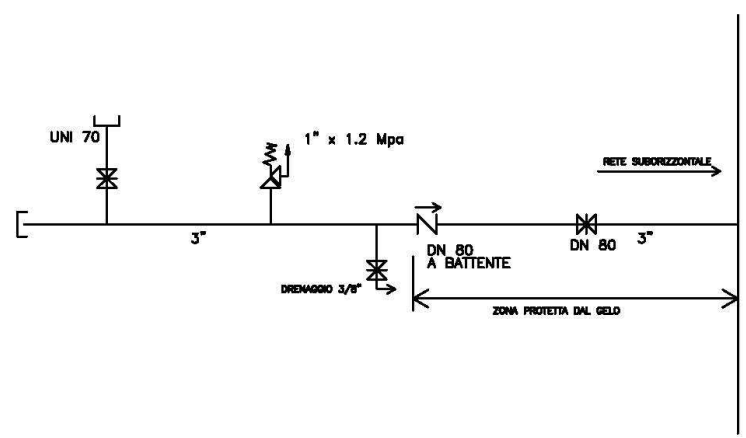 UNI 70
1" x 1.2 Mpa
RETE SUBORIZZONTALE
3"
DN 80
A BATTENTE
DN 80
3"
DRENAGGIO 3/8"
ZONA PROTETTA DAL GELO